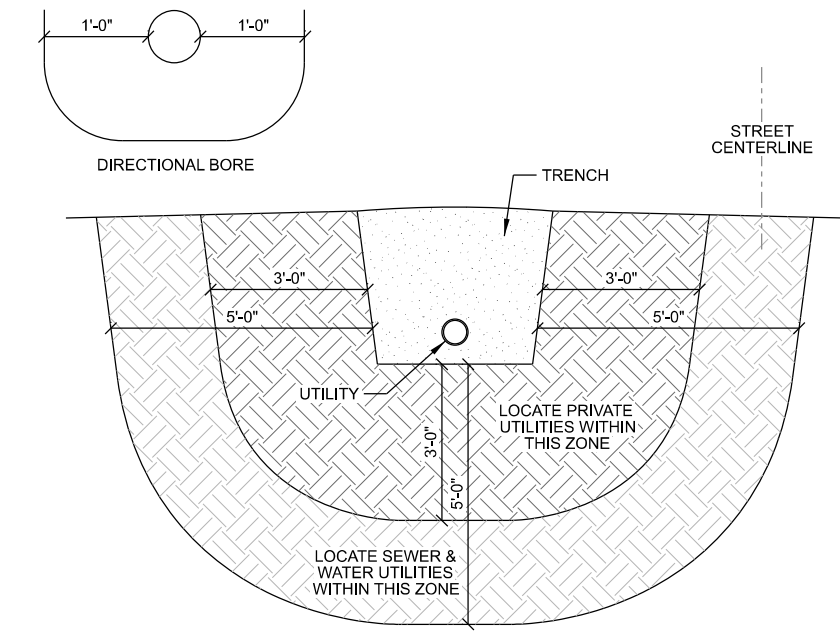 1'-0" 1'-0"
DIRECTIONAL BORE
STREET
CENTERLINE
TRENCH
3'-0" 3'-0"
5'-0" 5'-0"
UTILITY
LOCATE PRIVATE
UTILITIES WITHIN
THIS ZONE
3'-0"
5'-0"
LOCATE SEWER &
WATER UTILITIES
WITHIN THIS ZONE